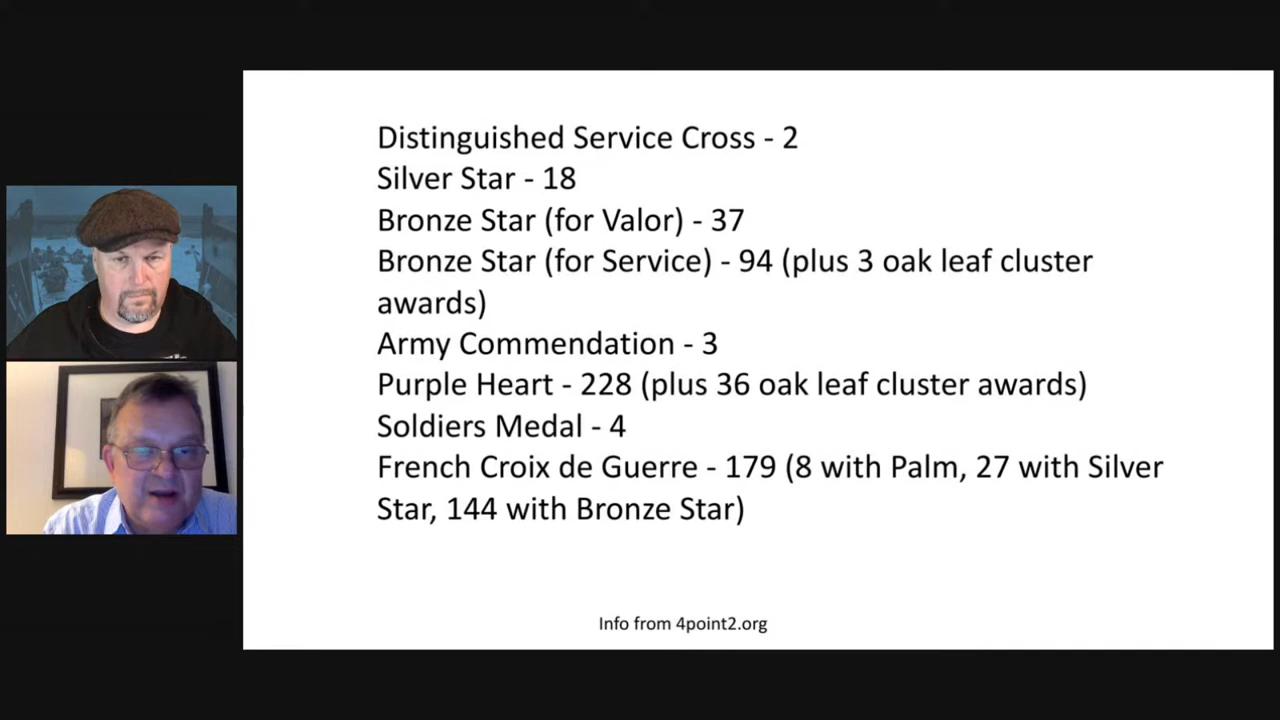 Distinguished Service Cross - 2
Silver Star - 18
Bronze Star (for Valor) - 37
Bronze Star (for Service) - 94 (plus 3 oak leaf cluster
awards)
Army Commendation - 3
Purple Heart - 228 (plus 36 oak leaf cluster awards)
Soldiers Medal - 4
French Croix de Guerre - 179 (8 with Palm, 27 with Silver
Star, 144 with Bronze Star)
Info from 4point2.org